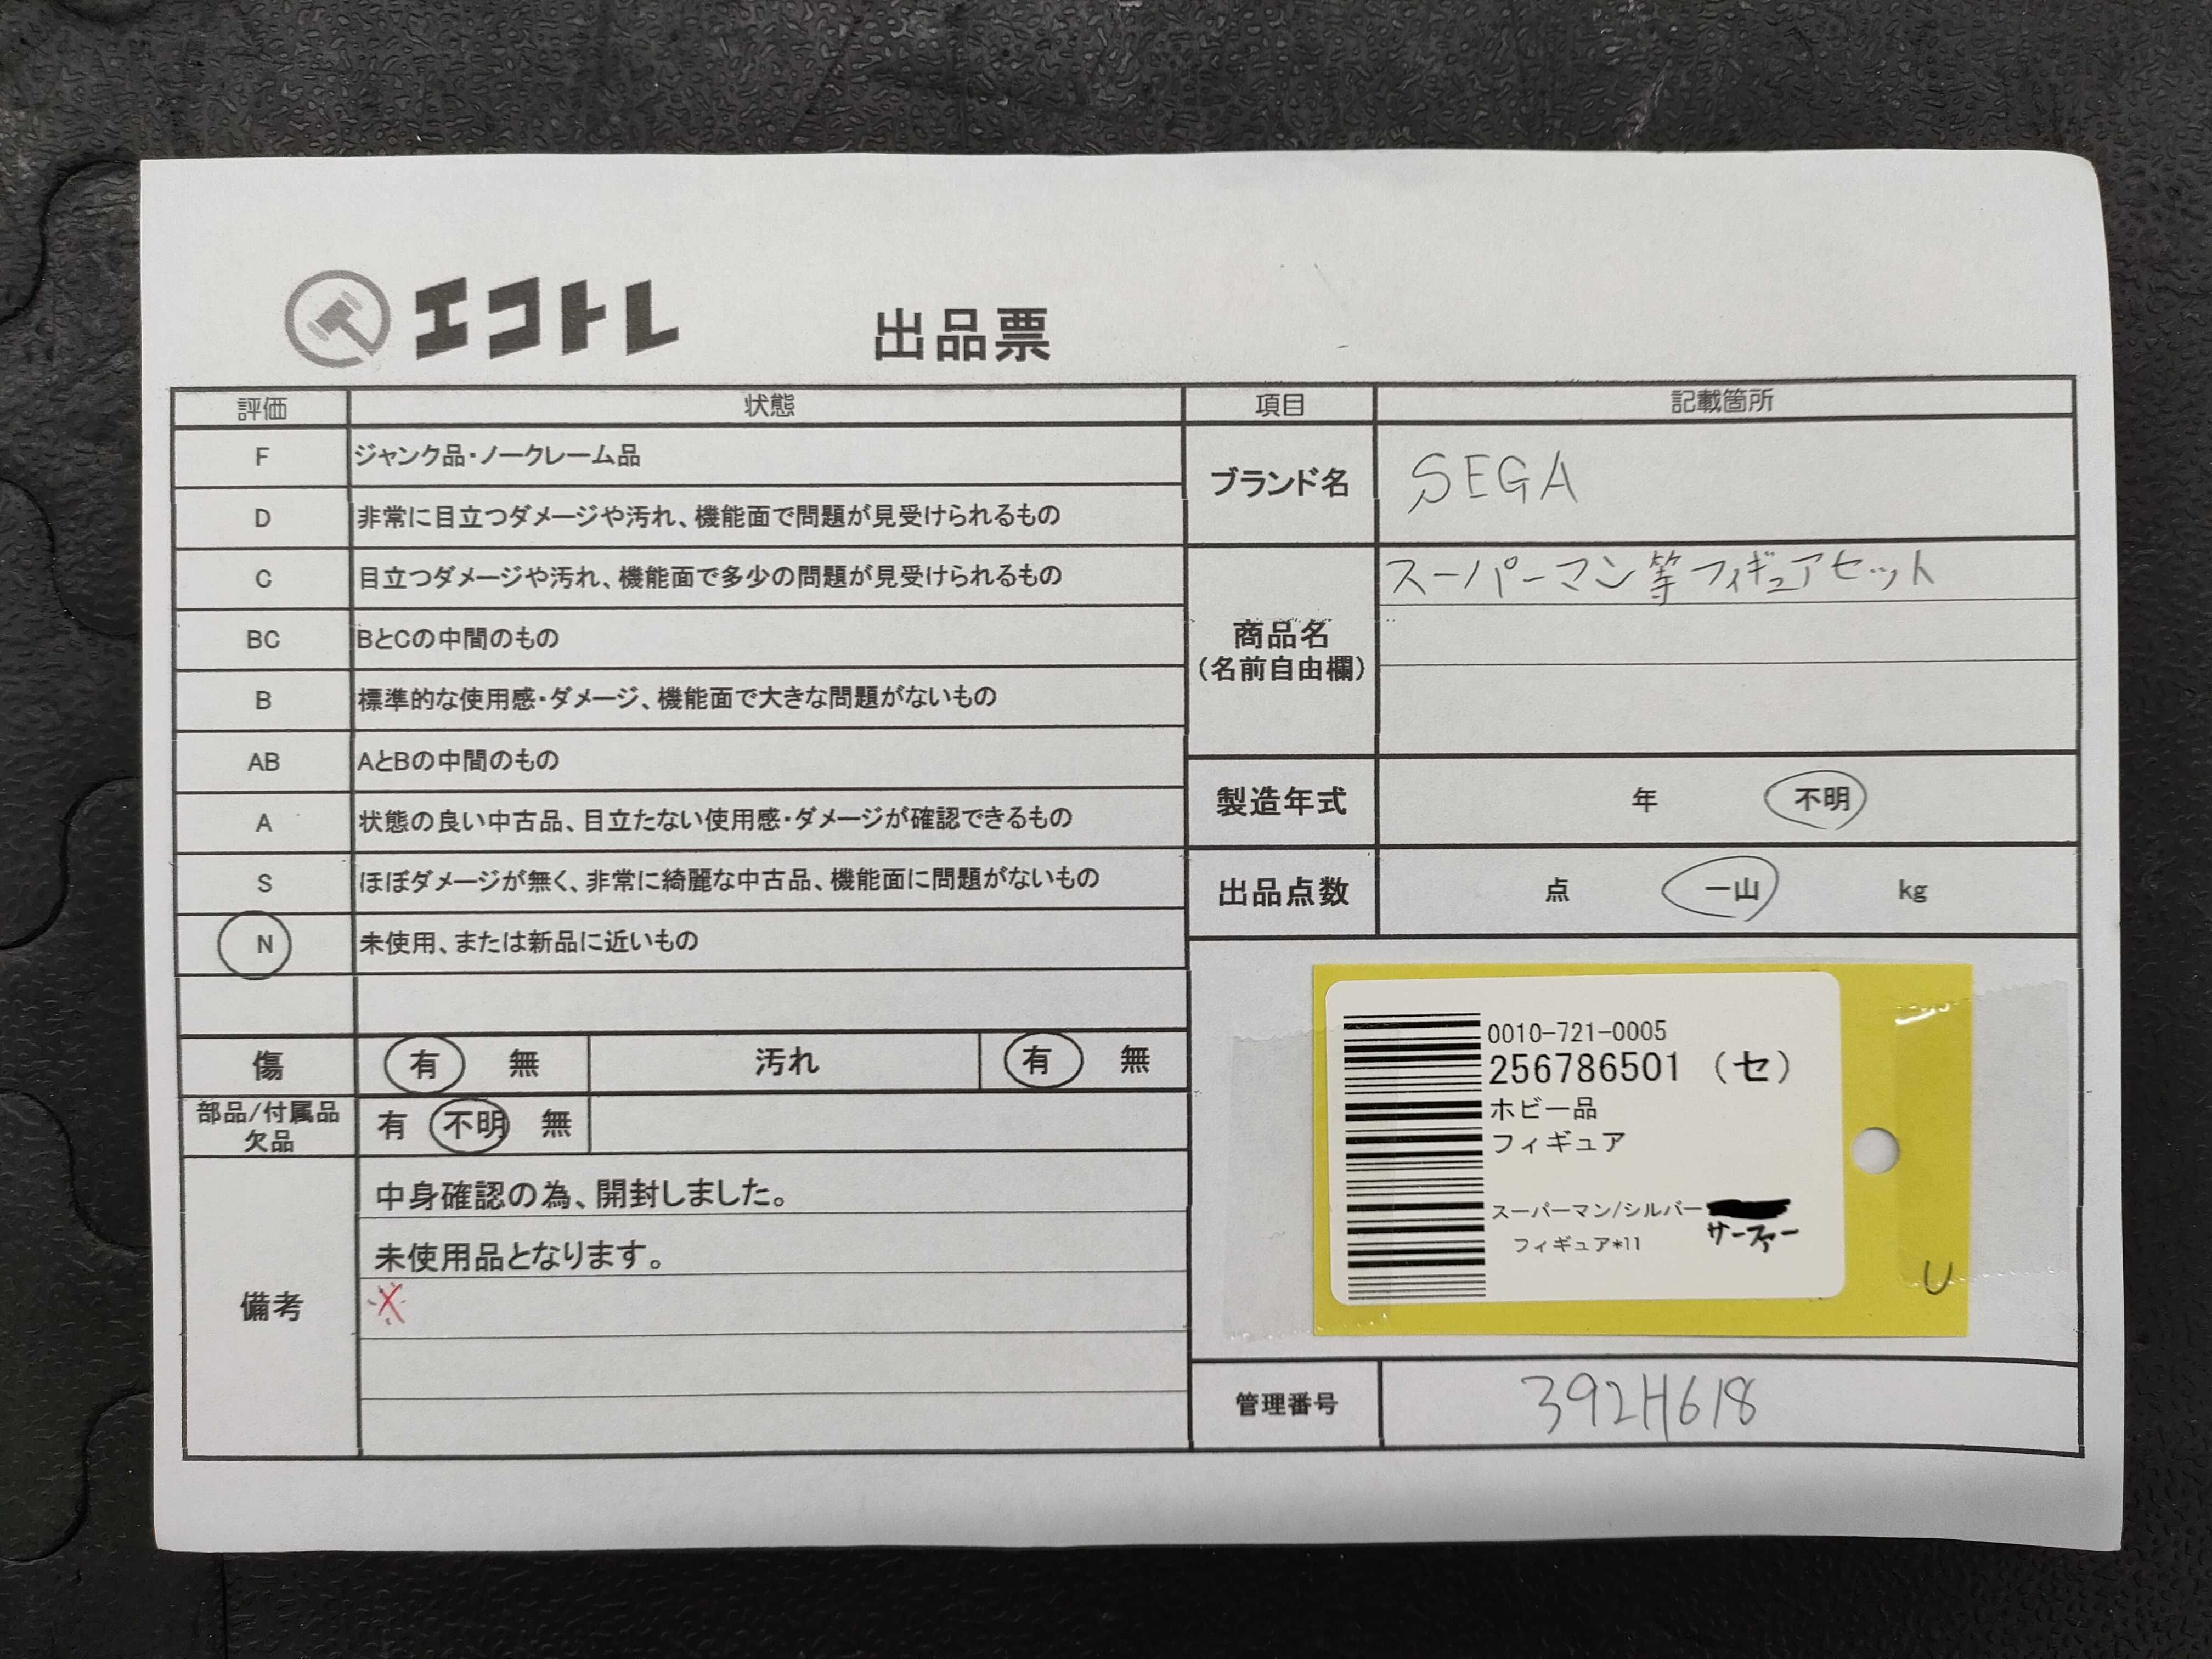 エコトレ 出品票
評価 状態
F ジャンク品・ノークレーム品
D 非常に目立つダメージや汚れ、機能面で問題が見受けられるもの
C 目立つダメージや汚れ、機能面で多少の問題が見受けられるもの
BC BとCの中間のもの
B 標準的な使用感・ダメージ、機能面で大きな問題がないもの
AB AとBの中間のもの
A 状態の良い中古品、目立たない使用感・ダメージが確認できるもの
S ほぼダメージが無く、非常に綺麗な中古品、機能面に問題がないもの
N 未使用、または新品に近いもの
傷 有 無 汚れ 有 無
部品/付属品
欠品
有 不明 無
備考
中身確認の為、開封しました。
未使用品となります。
※
項目 記載箇所
ブランド名 SEGA
商品名
(名前自由欄)
スーパーマン等フィギュアセット
製造年式 年 不明
出品点数 点 一山 kg
0010-721-0005
256786501 (セ)
ホビー品
フィギュア
スーパーマン/シルバー
サーファー
フィギュア*11
U
管理番号 392H618